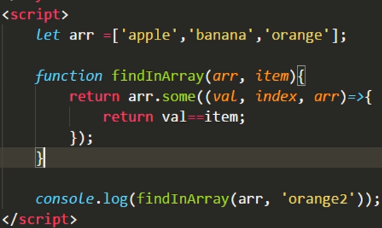 <script>
let arr =['apple','banana','orange'];
function findInArray(arr, item){
return arr.some((val, index, arr)=>{
return val==item;
});
}
console.log(findInArray(arr, 'orange2'));
</script>